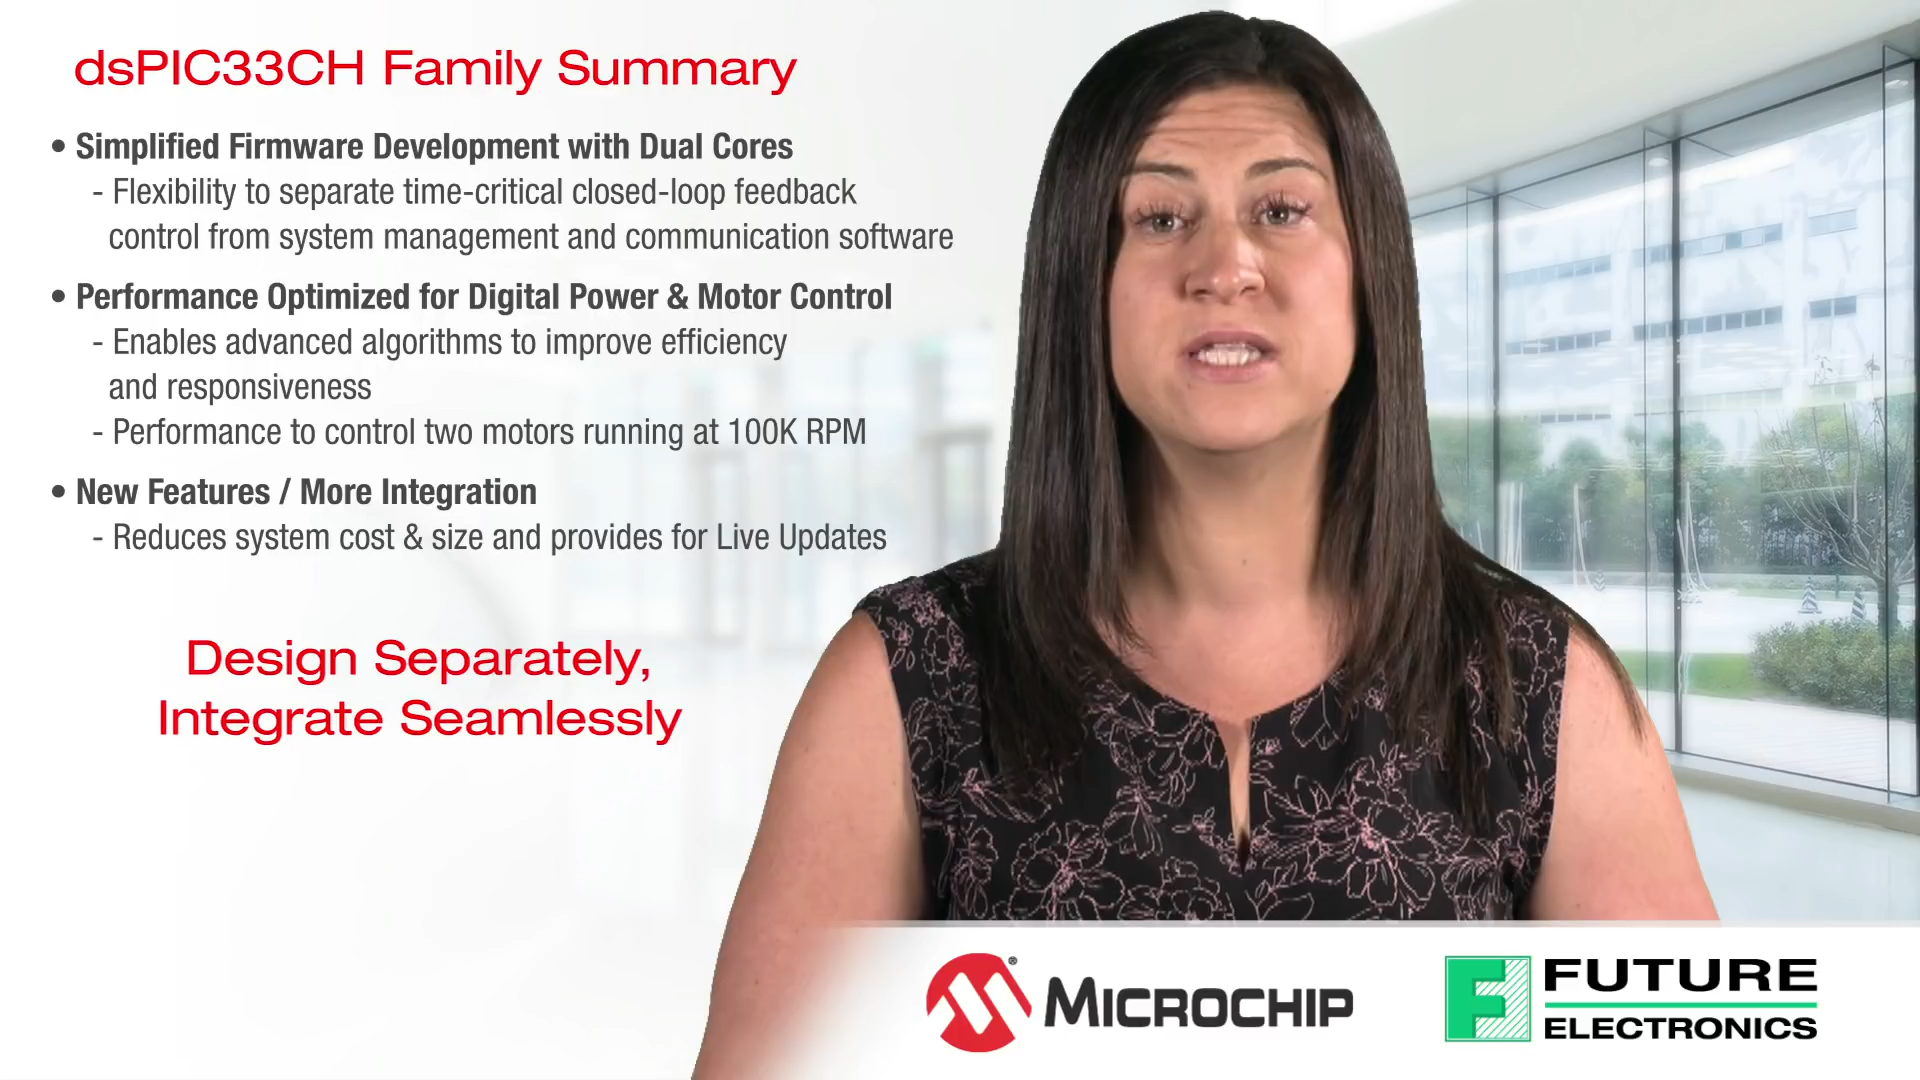 dsPIC33CH Family Summary
• Simplified Firmware Development with Dual Cores
- Flexibility to separate time-critical closed-loop feedback
control from system management and communication software
• Performance Optimized for Digital Power & Motor Control
- Enables advanced algorithms to improve efficiency
and responsiveness
- Performance to control two motors running at 100K RPM
• New Features / More Integration
- Reduces system cost & size and provides for Live Updates
Design Separately,
Integrate Seamlessly
® MICROCHIP
F FUTURE
ELECTRONICS